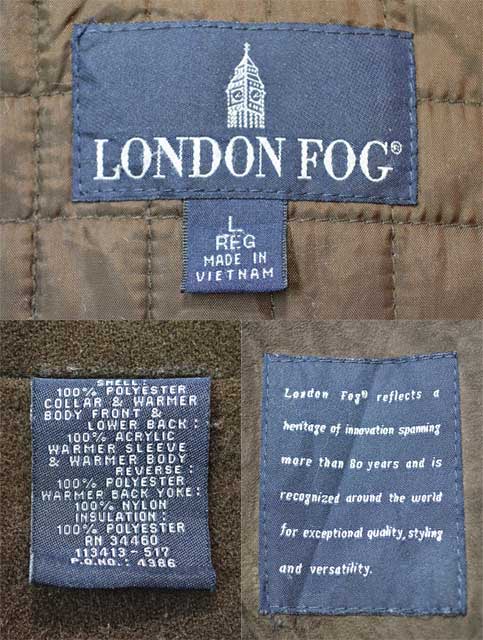 LONDON FOG®
L
REG
MADE IN
VIETNAM
SHELL:
100% POLYESTER
COLLAR & WARMER
BODY FRONT &
LOWER BACK:
100% ACRYLIC
WARMER SLEEVE
& WARMER BODY
REVERSE:
100% POLYESTER
WARMER BACK YOKE:
100% NYLON
INSULATION:
100% POLYESTER
RN 34460
113413-517
P.O.NO.: 4386
London Fog® reflects a
heritage of innovation spanning
more than 80 years and is
recognized around the world
for exceptional quality, styling
and versatility.